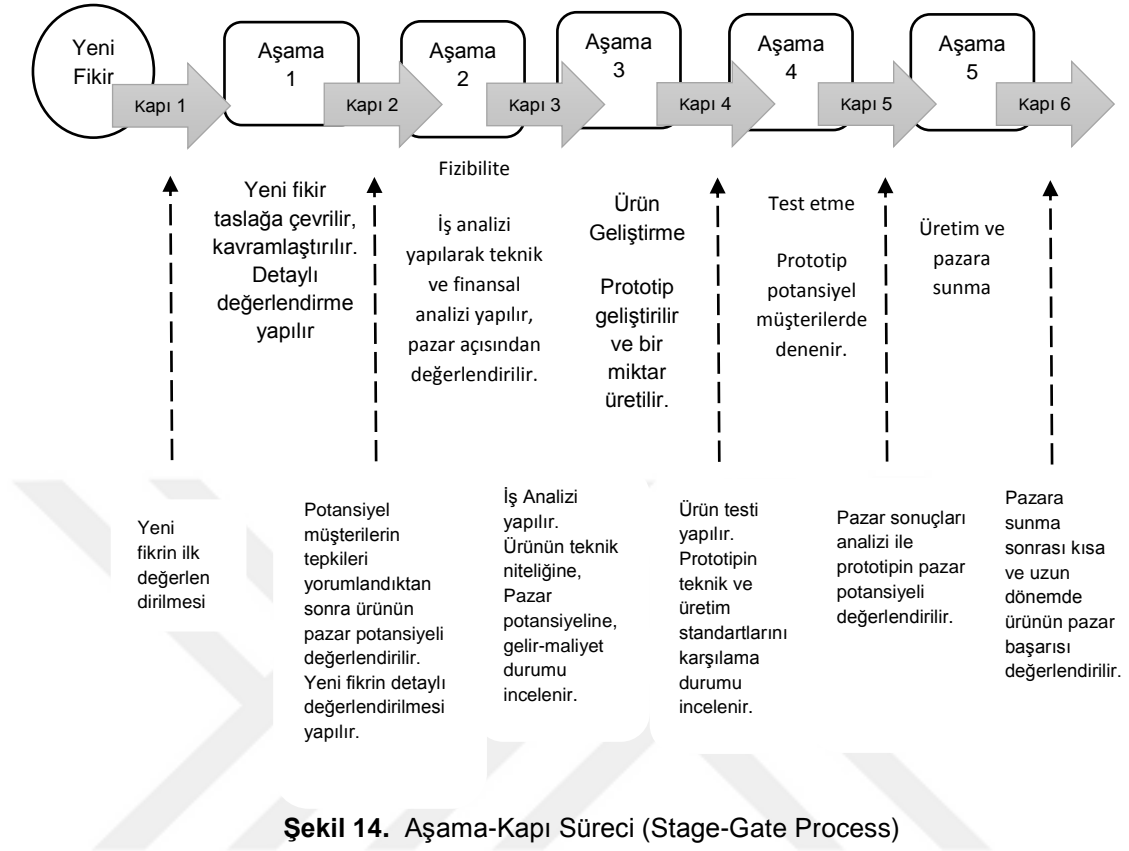 Yeni
Fikir
Kapı 1
Aşama
1
Kapı 2
Aşama
2
Kapı 3
Aşama
3
Kapı 4
Aşama
4
Kapı 5
Aşama
5
Kapı 6
Yeni fikir
taslağa çevrilir,
kavramlaştırılır.
Detaylı
değerlendirme
yapılır
Fizibilite
İş analizi
yapılarak teknik
ve finansal
analizi yapılır,
pazar açısından
değerlendirilir.
Ürün
Geliştirme
Prototip
geliştirilir
ve bir
miktar
üretilir.
Test etme
Prototip
potansiyel
müşterilerde
denenir.
Üretim ve
pazara
sunma
Yeni
fikrin ilk
değerlen
dirilmesi
Potansiyel
müşterilerin
tepkileri
yorumlandıktan
sonra ürünün
pazar potansiyeli
değerlendirilir.
Yeni fikrin detaylı
değerlendirilmesi
yapılır.
İş Analizi
yapılır.
Ürünün teknik
niteliğine,
Pazar
potansiyeline,
gelir-maliyet
durumu
incelenir.
Ürün testi
yapılır.
Prototipin
teknik ve
üretim
standartlarını
karşılama
durumu
incelenir.
Pazar sonuçları
analizi ile
prototipin pazar
potansiyeli
değerlendirilir.
Pazara
sunma
sonrası kısa
ve uzun
dönemde
ürünün pazar
başarısı
değerlendirilir.
Şekil 14. Aşama-Kapı Süreci (Stage-Gate Process)